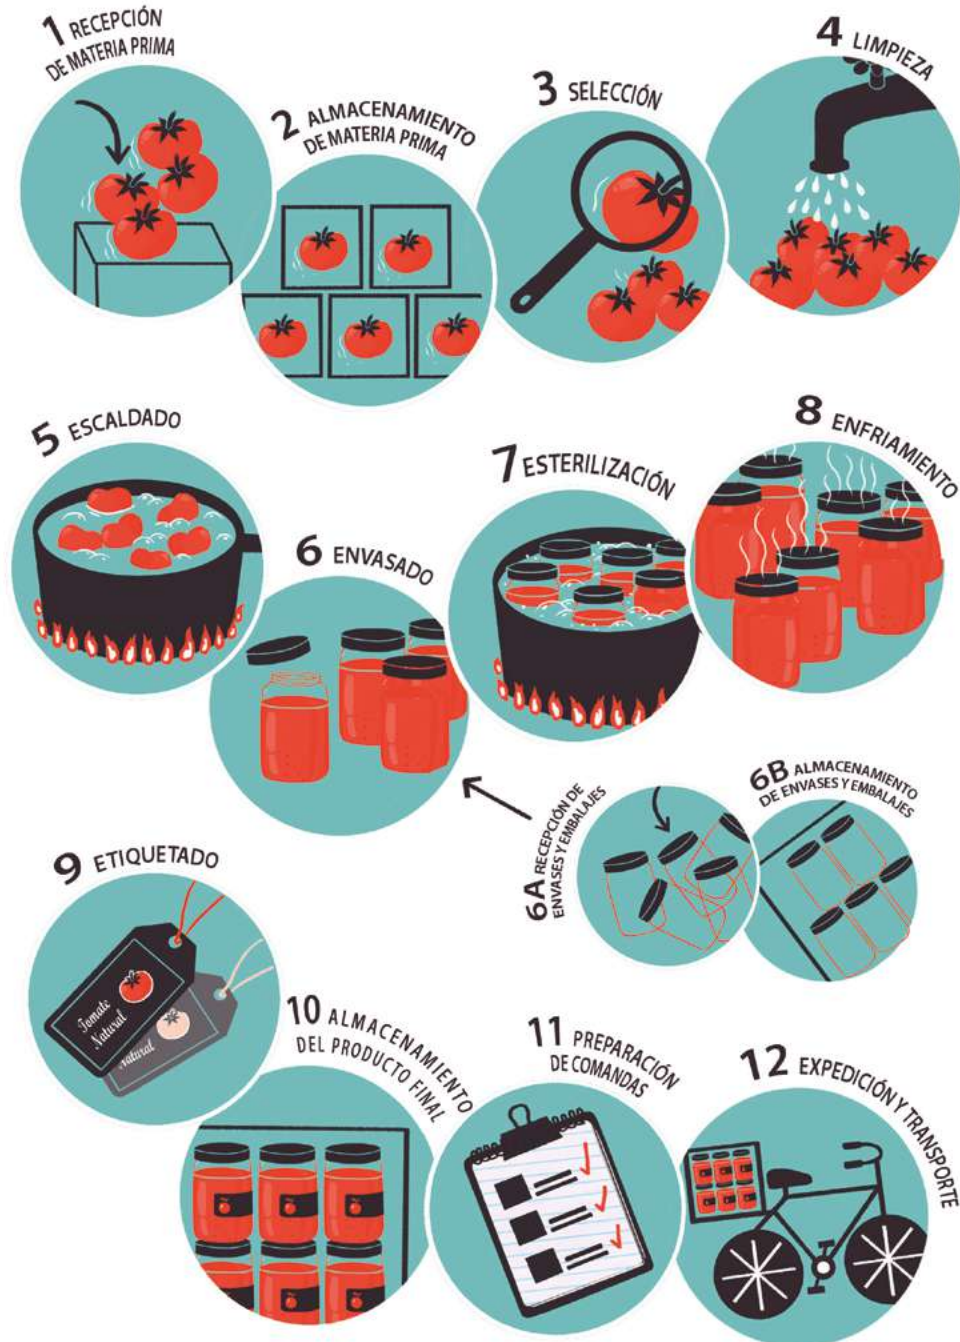 1 RECEPCIÓN
DE MATERIA PRIMA
2 ALMACENAMIENTO
DE MATERIA PRIMA
3 SELECCIÓN
4 LIMPIEZA
5 ESCALDADO
6 ENVASADO
7 ESTERILIZACIÓN
8 ENFRIAMIENTO
6A RECEPCIÓN DE
ENVASES Y EMBALAJES
6B ALMACENAMIENTO
DE ENVASES Y EMBALAJES
9 ETIQUETADO
Tomate
Natural
Natural
10 ALMACENAMIENTO
DEL PRODUCTO FINAL
11 PREPARACIÓN
DE COMANDAS
12 EXPEDICIÓN Y TRANSPORTE